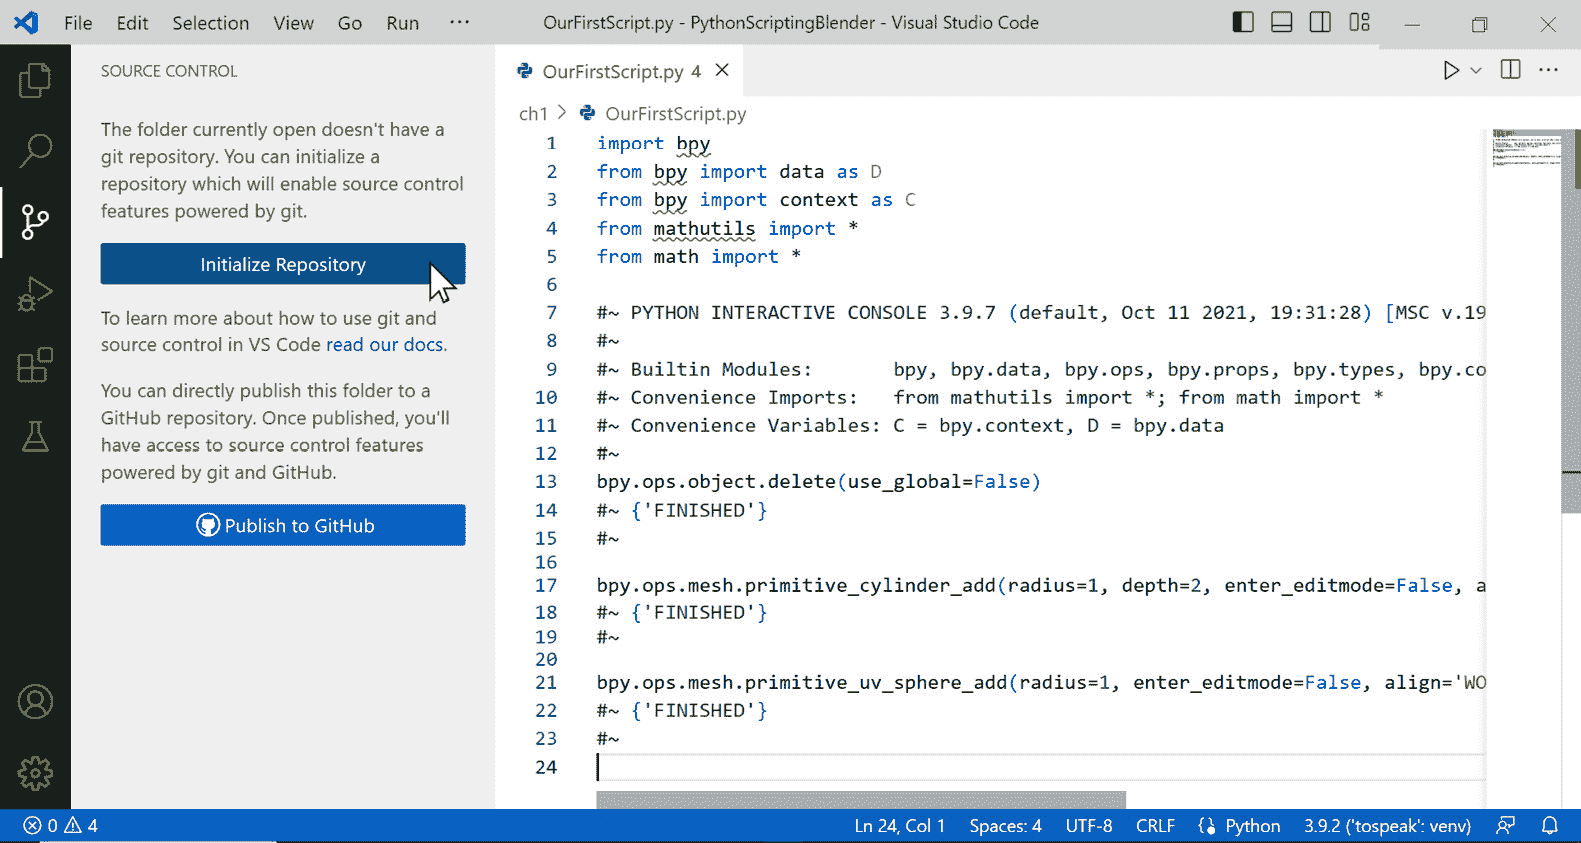 File Edit Selection View Go Run ··· OurFirstScript.py - PythonScriptingBlender - Visual Studio Code
SOURCE CONTROL
The folder currently open doesn't have a
git repository. You can initialize a
repository which will enable source control
features powered by git.
Initialize Repository
To learn more about how to use git and
source control in VS Code read our docs.
You can directly publish this folder to a
GitHub repository. Once published, you'll
have access to source control features
powered by git and GitHub.
Publish to GitHub
OurFirstScript.py 4
ch1 > OurFirstScript.py
1 import bpy
2 from bpy import data as D
3 from bpy import context as C
4 from mathutils import *
5 from math import *
6
7 #~ PYTHON INTERACTIVE CONSOLE 3.9.7 (default, Oct 11 2021, 19:31:28) [MSC v.19
8 #~
9 #~ Builtin Modules: bpy, bpy.data, bpy.ops, bpy.props, bpy.types, bpy.co
10 #~ Convenience Imports: from mathutils import *; from math import *
11 #~ Convenience Variables: C = bpy.context, D = bpy.data
12 #~
13 bpy.ops.object.delete(use_global=False)
14 #~ {'FINISHED'}
15 #~
16
17 bpy.ops.mesh.primitive_cylinder_add(radius=1, depth=2, enter_editmode=False, a
18 #~ {'FINISHED'}
19 #~
20
21 bpy.ops.mesh.primitive_uv_sphere_add(radius=1, enter_editmode=False, align='WO
22 #~ {'FINISHED'}
23 #~
24
0 4 Ln 24, Col 1 Spaces: 4 UTF-8 CRLF Python 3.9.2 ('tospeak': venv)